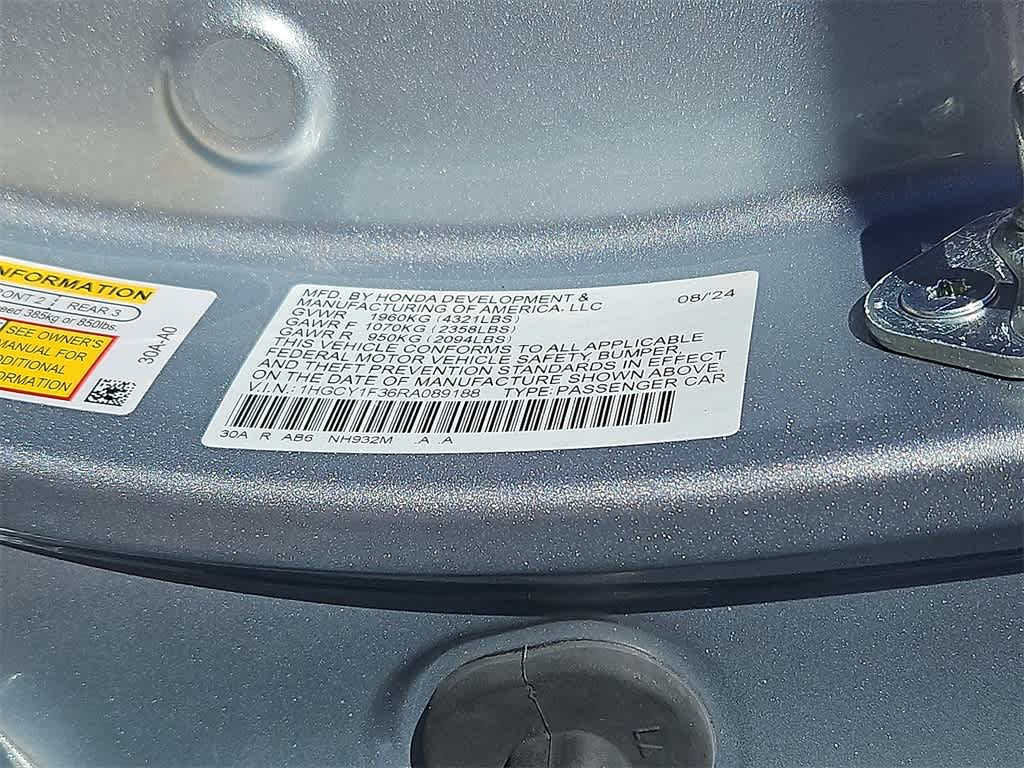 INFORMATION
FRONT 2 REAR 3
exceed 385kg or 850lbs.
SEE OWNER'S
MANUAL FOR
ADDITIONAL
INFORMATION
30A-A0
MFD. BY HONDA DEVELOPMENT & 08/'24
MANUFACTURING OF AMERICA, LLC
GVWR 1960KG (4321LBS)
GAWR F 1070KG (2358LBS)
GAWR R 950KG (2094LBS)
THIS VEHICLE CONFORMS TO ALL APPLICABLE
FEDERAL MOTOR VEHICLE SAFETY, BUMPER,
AND THEFT PREVENTION STANDARDS IN EFFECT
ON THE DATE OF MANUFACTURE SHOWN ABOVE.
V.I.N.: 1HGCY1F36RA089188 TYPE: PASSENGER CAR
30A R AB6 NH932M .A .A